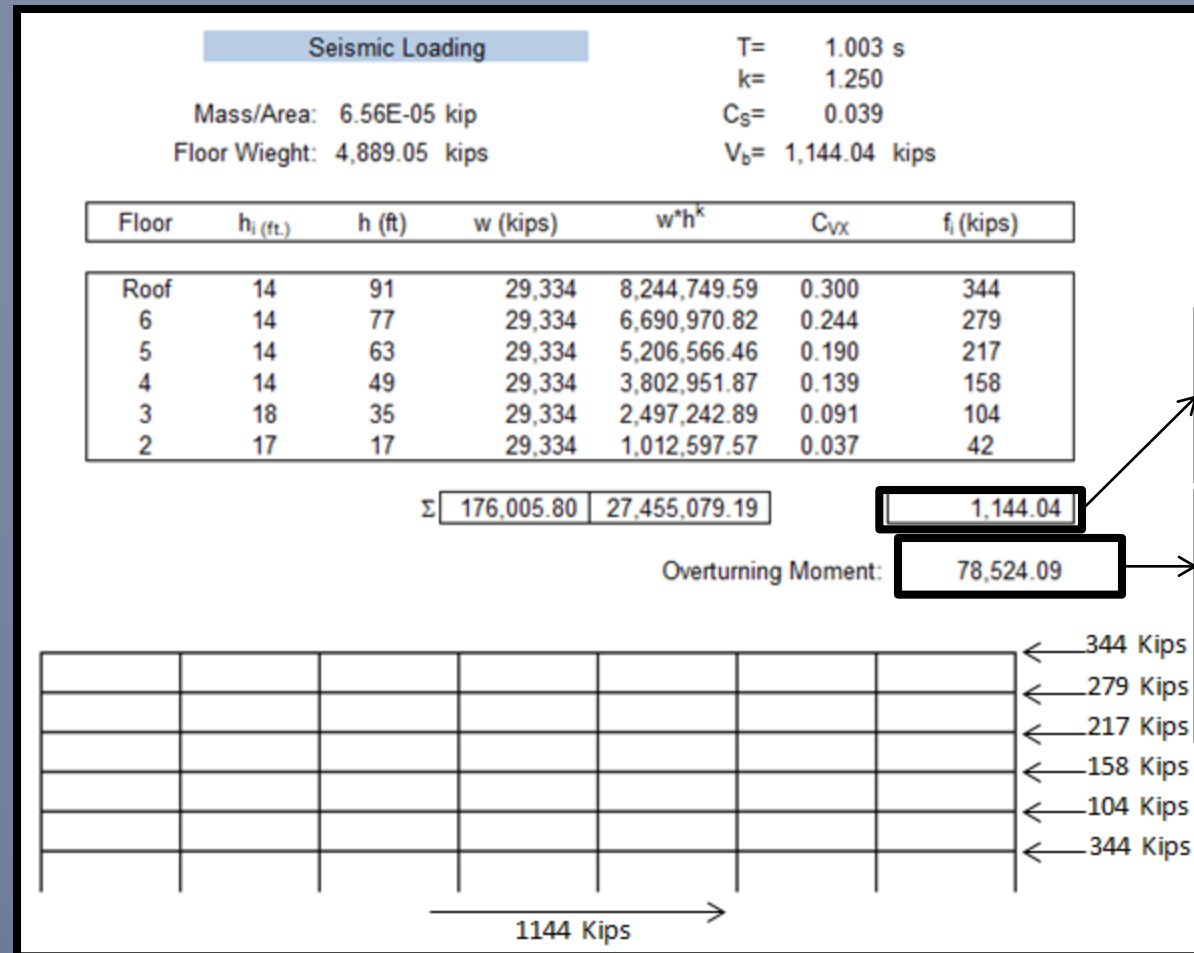 Seismic Loading T= 1.003 s
k= 1.250
Mass/Area: 6.56E-05 kip CS= 0.039
Floor Wieght: 4,889.05 kips Vb= 1,144.04 kips
Floor hi (ft.) h (ft) w (kips) w*h^k CVX fi (kips)
Roof 14 91 29,334 8,244,749.59 0.300 344
6 14 77 29,334 6,690,970.82 0.244 279
5 14 63 29,334 5,206,566.46 0.190 217
4 14 49 29,334 3,802,951.87 0.139 158
3 18 35 29,334 2,497,242.89 0.091 104
2 17 17 29,334 1,012,597.57 0.037 42
Σ 176,005.80 27,455,079.19 1,144.04
Overturning Moment: 78,524.09
344 Kips
279 Kips
217 Kips
158 Kips
104 Kips
344 Kips
1144 Kips